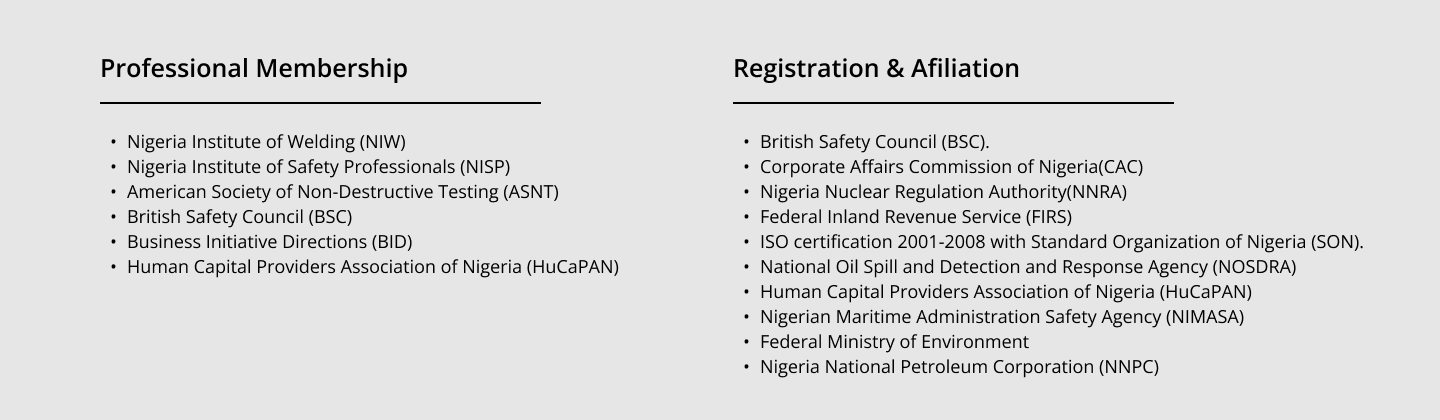 Professional Membership
• Nigeria Institute of Welding (NIW)
• Nigeria Institute of Safety Professionals (NISP)
• American Society of Non-Destructive Testing (ASNT)
• British Safety Council (BSC)
• Business Initiative Directions (BID)
• Human Capital Providers Association of Nigeria (HuCaPAN)
Registration & Afiliation
• British Safety Council (BSC).
• Corporate Affairs Commission of Nigeria(CAC)
• Nigeria Nuclear Regulation Authority(NNRA)
• Federal Inland Revenue Service (FIRS)
• ISO certification 2001-2008 with Standard Organization of Nigeria (SON).
• National Oil Spill and Detection and Response Agency (NOSDRA)
• Human Capital Providers Association of Nigeria (HuCaPAN)
• Nigerian Maritime Administration Safety Agency (NIMASA)
• Federal Ministry of Environment
• Nigeria National Petroleum Corporation (NNPC)